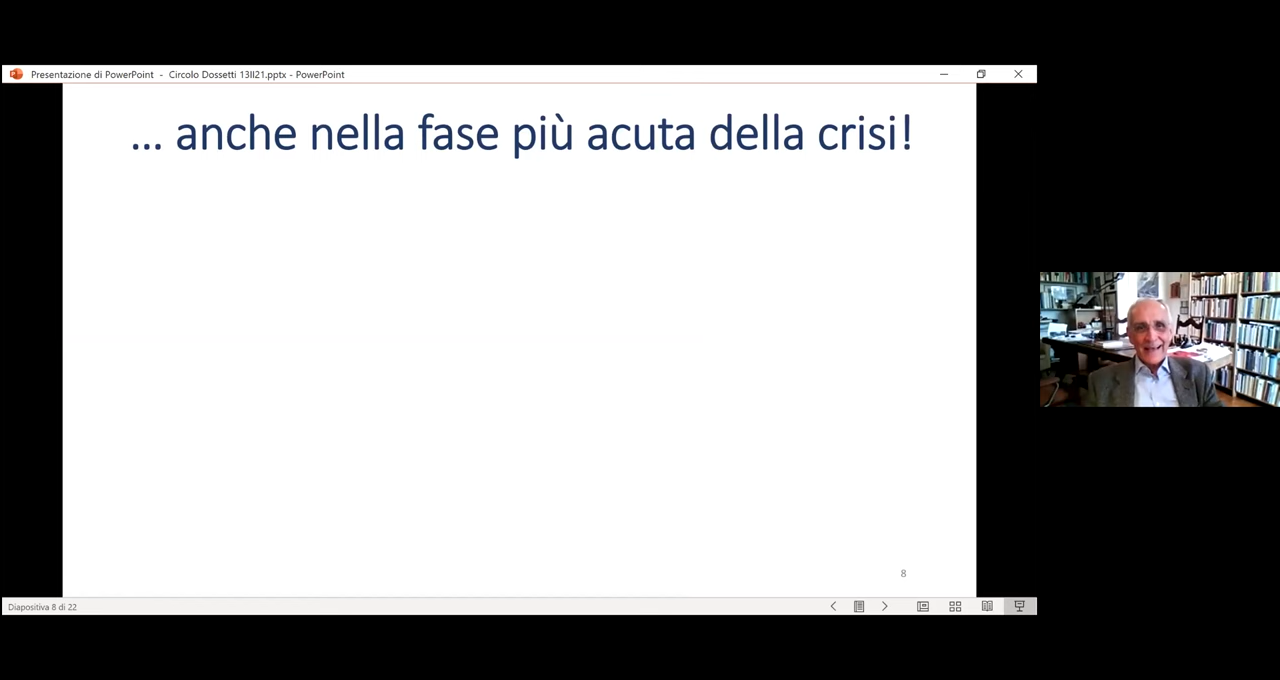 Presentazione di PowerPoint - Circolo Dossetti 13II21.pptx - PowerPoint
... anche nella fase più acuta della crisi!
8
Diapositiva 8 di 22